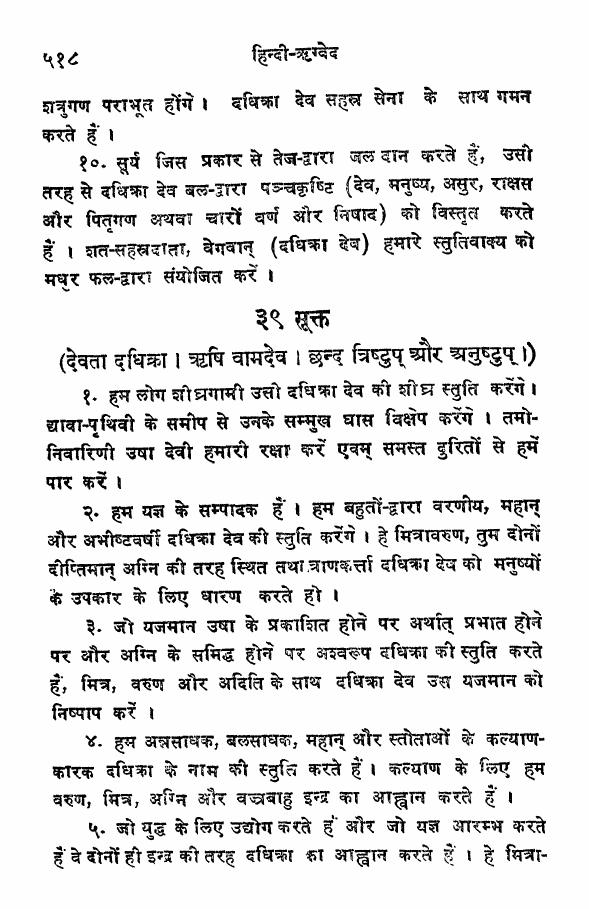 ५१८ हिन्दी-ऋग्वेद
शत्रुगण पराभूत होंगे। दधिक्रा देव सहस्र सेना के साथ गमन
करते हैं।
१०. सूर्य जिस प्रकार से तेज-द्वारा जल दान करते हैं, उसी
तरह से दधिक्रा देव बल-द्वारा पञ्चकृष्टि (देव, मनुष्य, असुर, राक्षस
और पितृगण अथवा चारों वर्ण और निषाद) को विस्तृत करते
हैं। शत-सहस्रदाता, वेगवान् (दधिक्रा देव) हमारे स्तुतिवाक्य को
मधुर फल-द्वारा संयोजित करें।
३९ सूक्त
(देवता दधिक्रा। ऋषि वामदेव। छन्द त्रिष्टुप् और अनुष्टुप्।)
१. हम लोग शीघ्रगामी उसी दधिक्रा देव की शीघ्र स्तुति करेंगे।
द्यावा-पृथिवी के समीप से उनके सम्मुख घास विक्षेप करेंगे। तमो-
निवारिणी उषा देवी हमारी रक्षा करें एवम् समस्त दुरितों से हमें
पार करें।
२. हम यज्ञ के सम्पादक हैं। हम बहुतों-द्वारा वरणीय, महान्
और अभीष्टवर्षी दधिक्रा देव की स्तुति करेंगे। हे मित्रावरुण, तुम दोनों
दीप्तिमान् अग्नि की तरह स्थित तथा त्राणकर्त्ता दधिक्रा देव को मनुष्यों
के उपकार के लिए धारण करते हो।
३. जो यजमान उषा के प्रकाशित होने पर अर्थात् प्रभात होने
पर और अग्नि के समिद्ध होने पर अश्वरूप दधिक्रा की स्तुति करते
हैं, मित्र, वरुण और अदिति के साथ दधिक्रा देव उस यजमान को
निष्पाप करें।
४. हम अन्नसाधक, बलसाधक, महान् और स्तोताओं के कल्याण-
कारक दधिक्रा के नाम की स्तुति करते हैं। कल्याण के लिए हम
वरुण, मित्र, अग्नि और वज्रबाहु इन्द्र का आह्वान करते हैं।
५. जो युद्ध के लिए उद्योग करते हैं और जो यज्ञ आरम्भ करते
हैं वे दोनों ही इन्द्र की तरह दधिक्रा का आह्वान करते हैं। हे मित्रा-